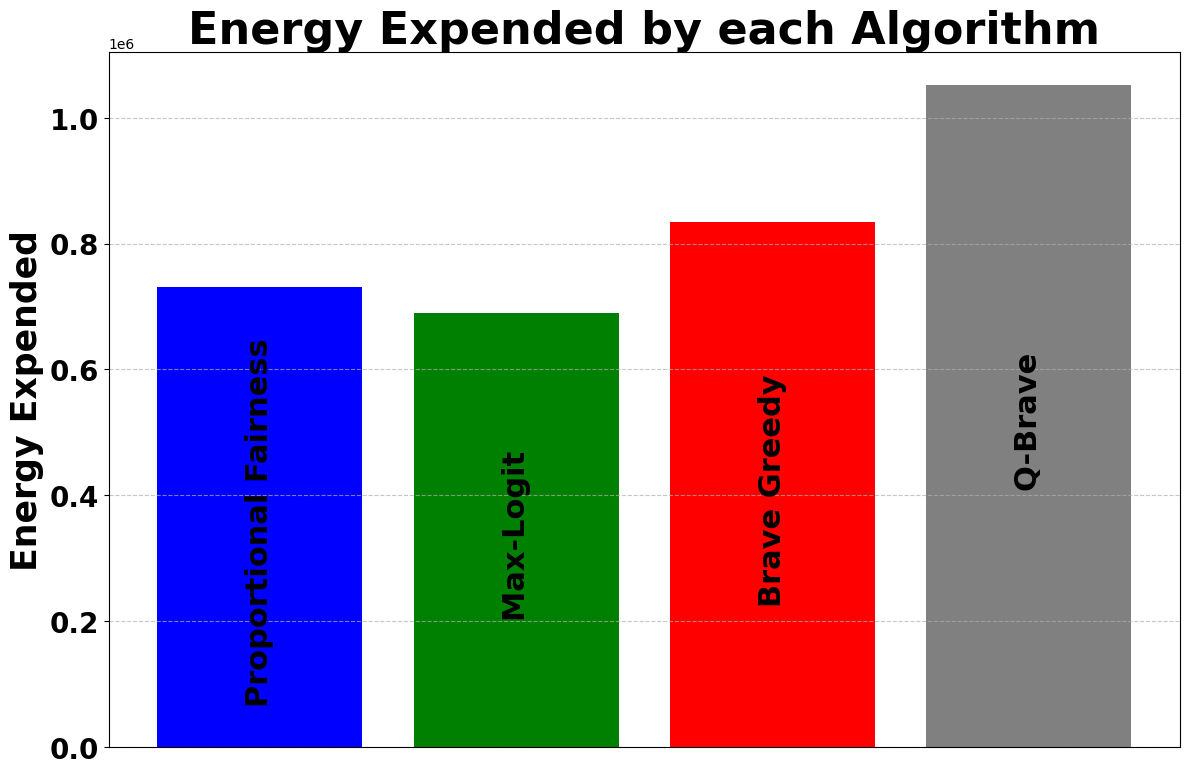 Energy Expended by each Algorithm
1e6
Energy Expended
1.0
0.8
0.6
0.4
0.2
0.0
Proportional Fairness
Max-Logit
Brave Greedy
Q-Brave